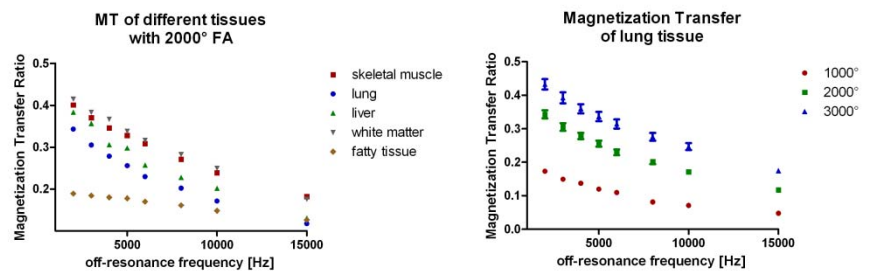 MT of different tissues
with 2000° FA
Magnetization Transfer Ratio
0.5
0.4
0.3
0.2
5000
10000
15000
off-resonance frequency [Hz]
skeletal muscle
lung
liver
white matter
fatty tissue
Magnetization Transfer
of lung tissue
Magnetization Transfer Ratio
0.5
0.4
0.3
0.2
0.1
0.0
5000
10000
15000
off-resonance frequency [Hz]
1000°
2000°
3000°